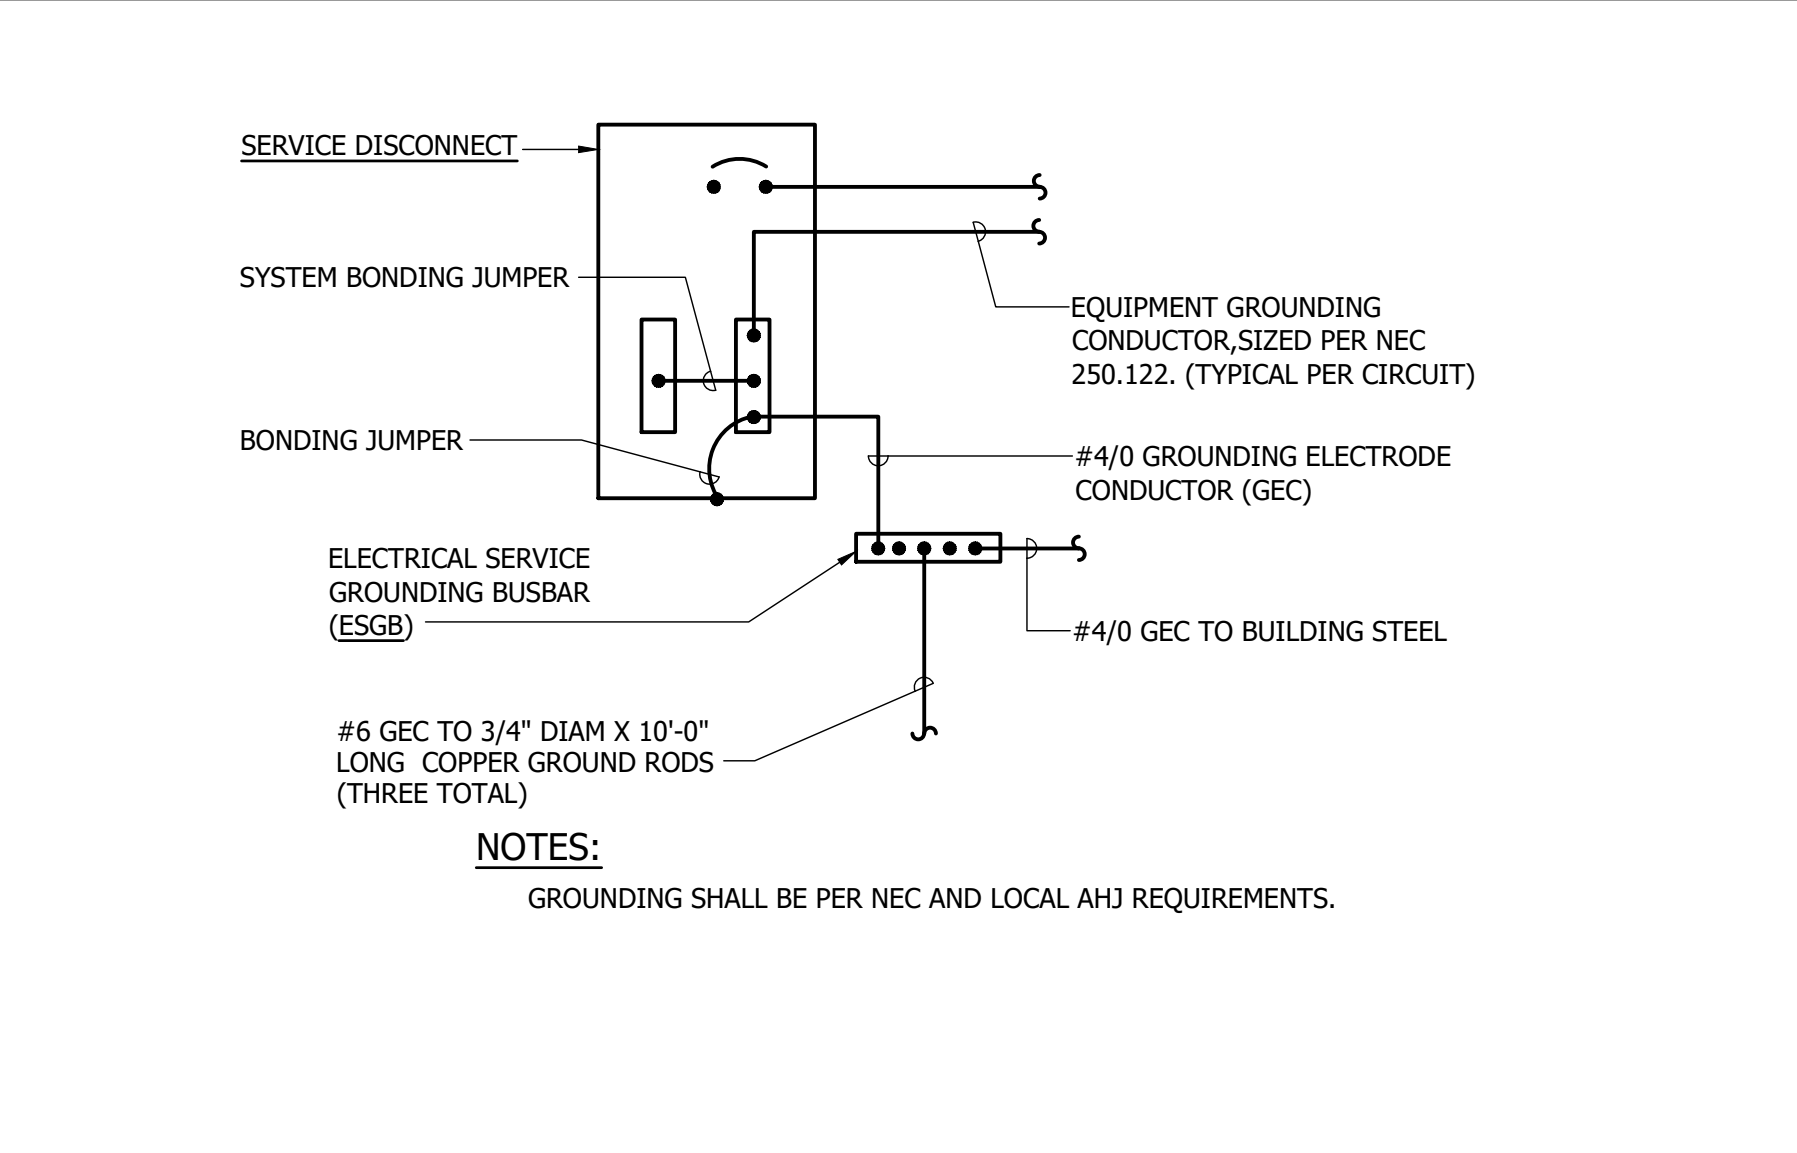 SERVICE DISCONNECT
SYSTEM BONDING JUMPER
EQUIPMENT GROUNDING
CONDUCTOR,SIZED PER NEC
250.122. (TYPICAL PER CIRCUIT)
BONDING JUMPER
#4/0 GROUNDING ELECTRODE
CONDUCTOR (GEC)
ELECTRICAL SERVICE
GROUNDING BUSBAR
(ESGB)
#4/0 GEC TO BUILDING STEEL
#6 GEC TO 3/4" DIAM X 10'-0"
LONG  COPPER GROUND RODS
(THREE TOTAL)
NOTES:
GROUNDING SHALL BE PER NEC AND LOCAL AHJ REQUIREMENTS.